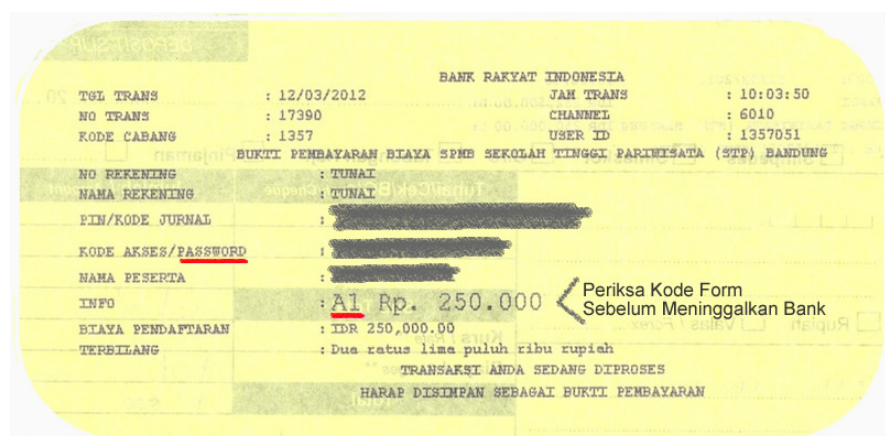 BANK RAKYAT INDONESIA
TGL TRANS : 12/03/2012 JAM TRANS : 10:03:50
NO TRANS : 17390 CHANNEL : 6010
KODE CABANG : 1357 USER ID : 1357051
BUKTI PEMBAYARAN BIAYA SPMB SEKOLAH TINGGI PARIWISATA (STP) BANDUNG
NO REKENING : TUNAI
NAMA REKENING : TUNAI
PIN/KODE JURNAL :
KODE AKSES/PASSWORD :
NAMA PESERTA :
INFO : A1 Rp. 250.000
Periksa Kode Form
Sebelum Meninggalkan Bank
BIAYA PENDAFTARAN : IDR 250,000.00
TERBILANG : Dua ratus lima puluh ribu rupiah
TRANSAKSI ANDA SEDANG DIPROSES
HARAP DISIMPAN SEBAGAI BUKTI PEMBAYARAN